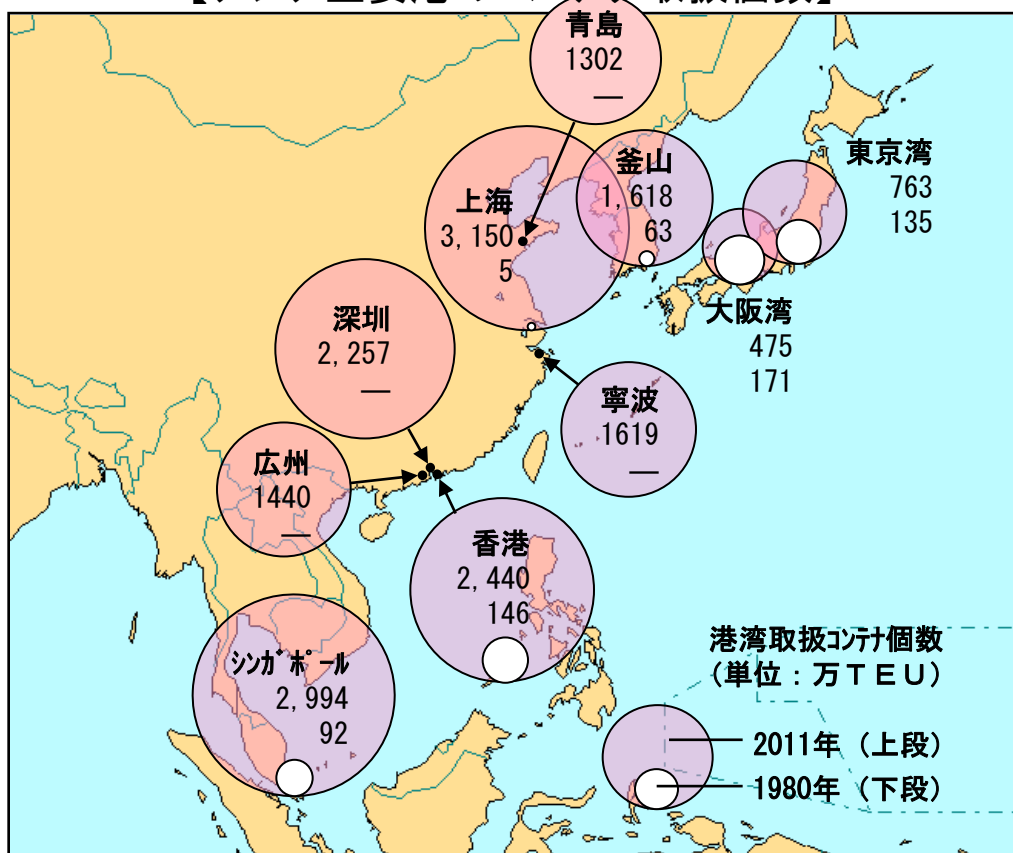 青島
1302
―
釜山
1,618
63
東京湾
763
135
上海
3,150
5
大阪湾
475
171
深圳
2,257
―
寧波
1619
―
広州
1440
―
香港
2,440
146
シンガポール
2,994
92
港湾取扱コンテナ個数
(単位：万TEU)
2011年（上段）
1980年（下段）